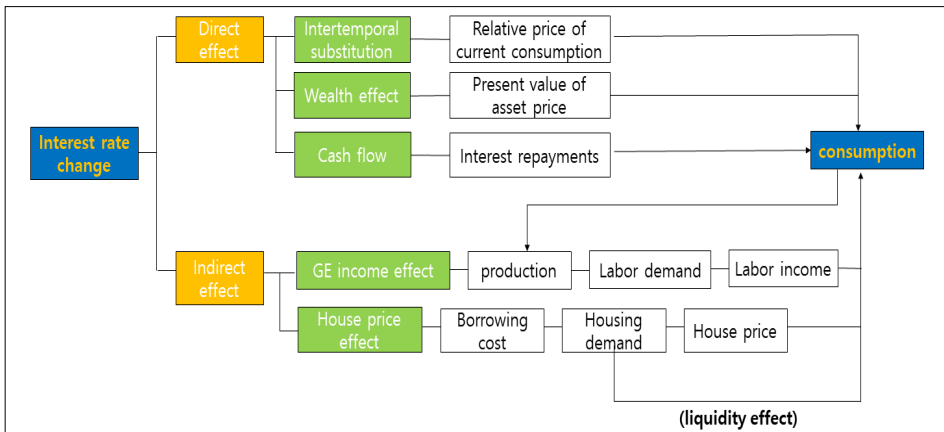 Direct
effect
Intertemporal
substitution
Relative price of
current consumption
Wealth effect
Present value of
asset price
Interest rate
change
Cash flow
Interest repayments
consumption
Indirect
effect
GE income effect
production
Labor demand
Labor income
House price
effect
Borrowing
cost
Housing
demand
House price
(liquidity effect)